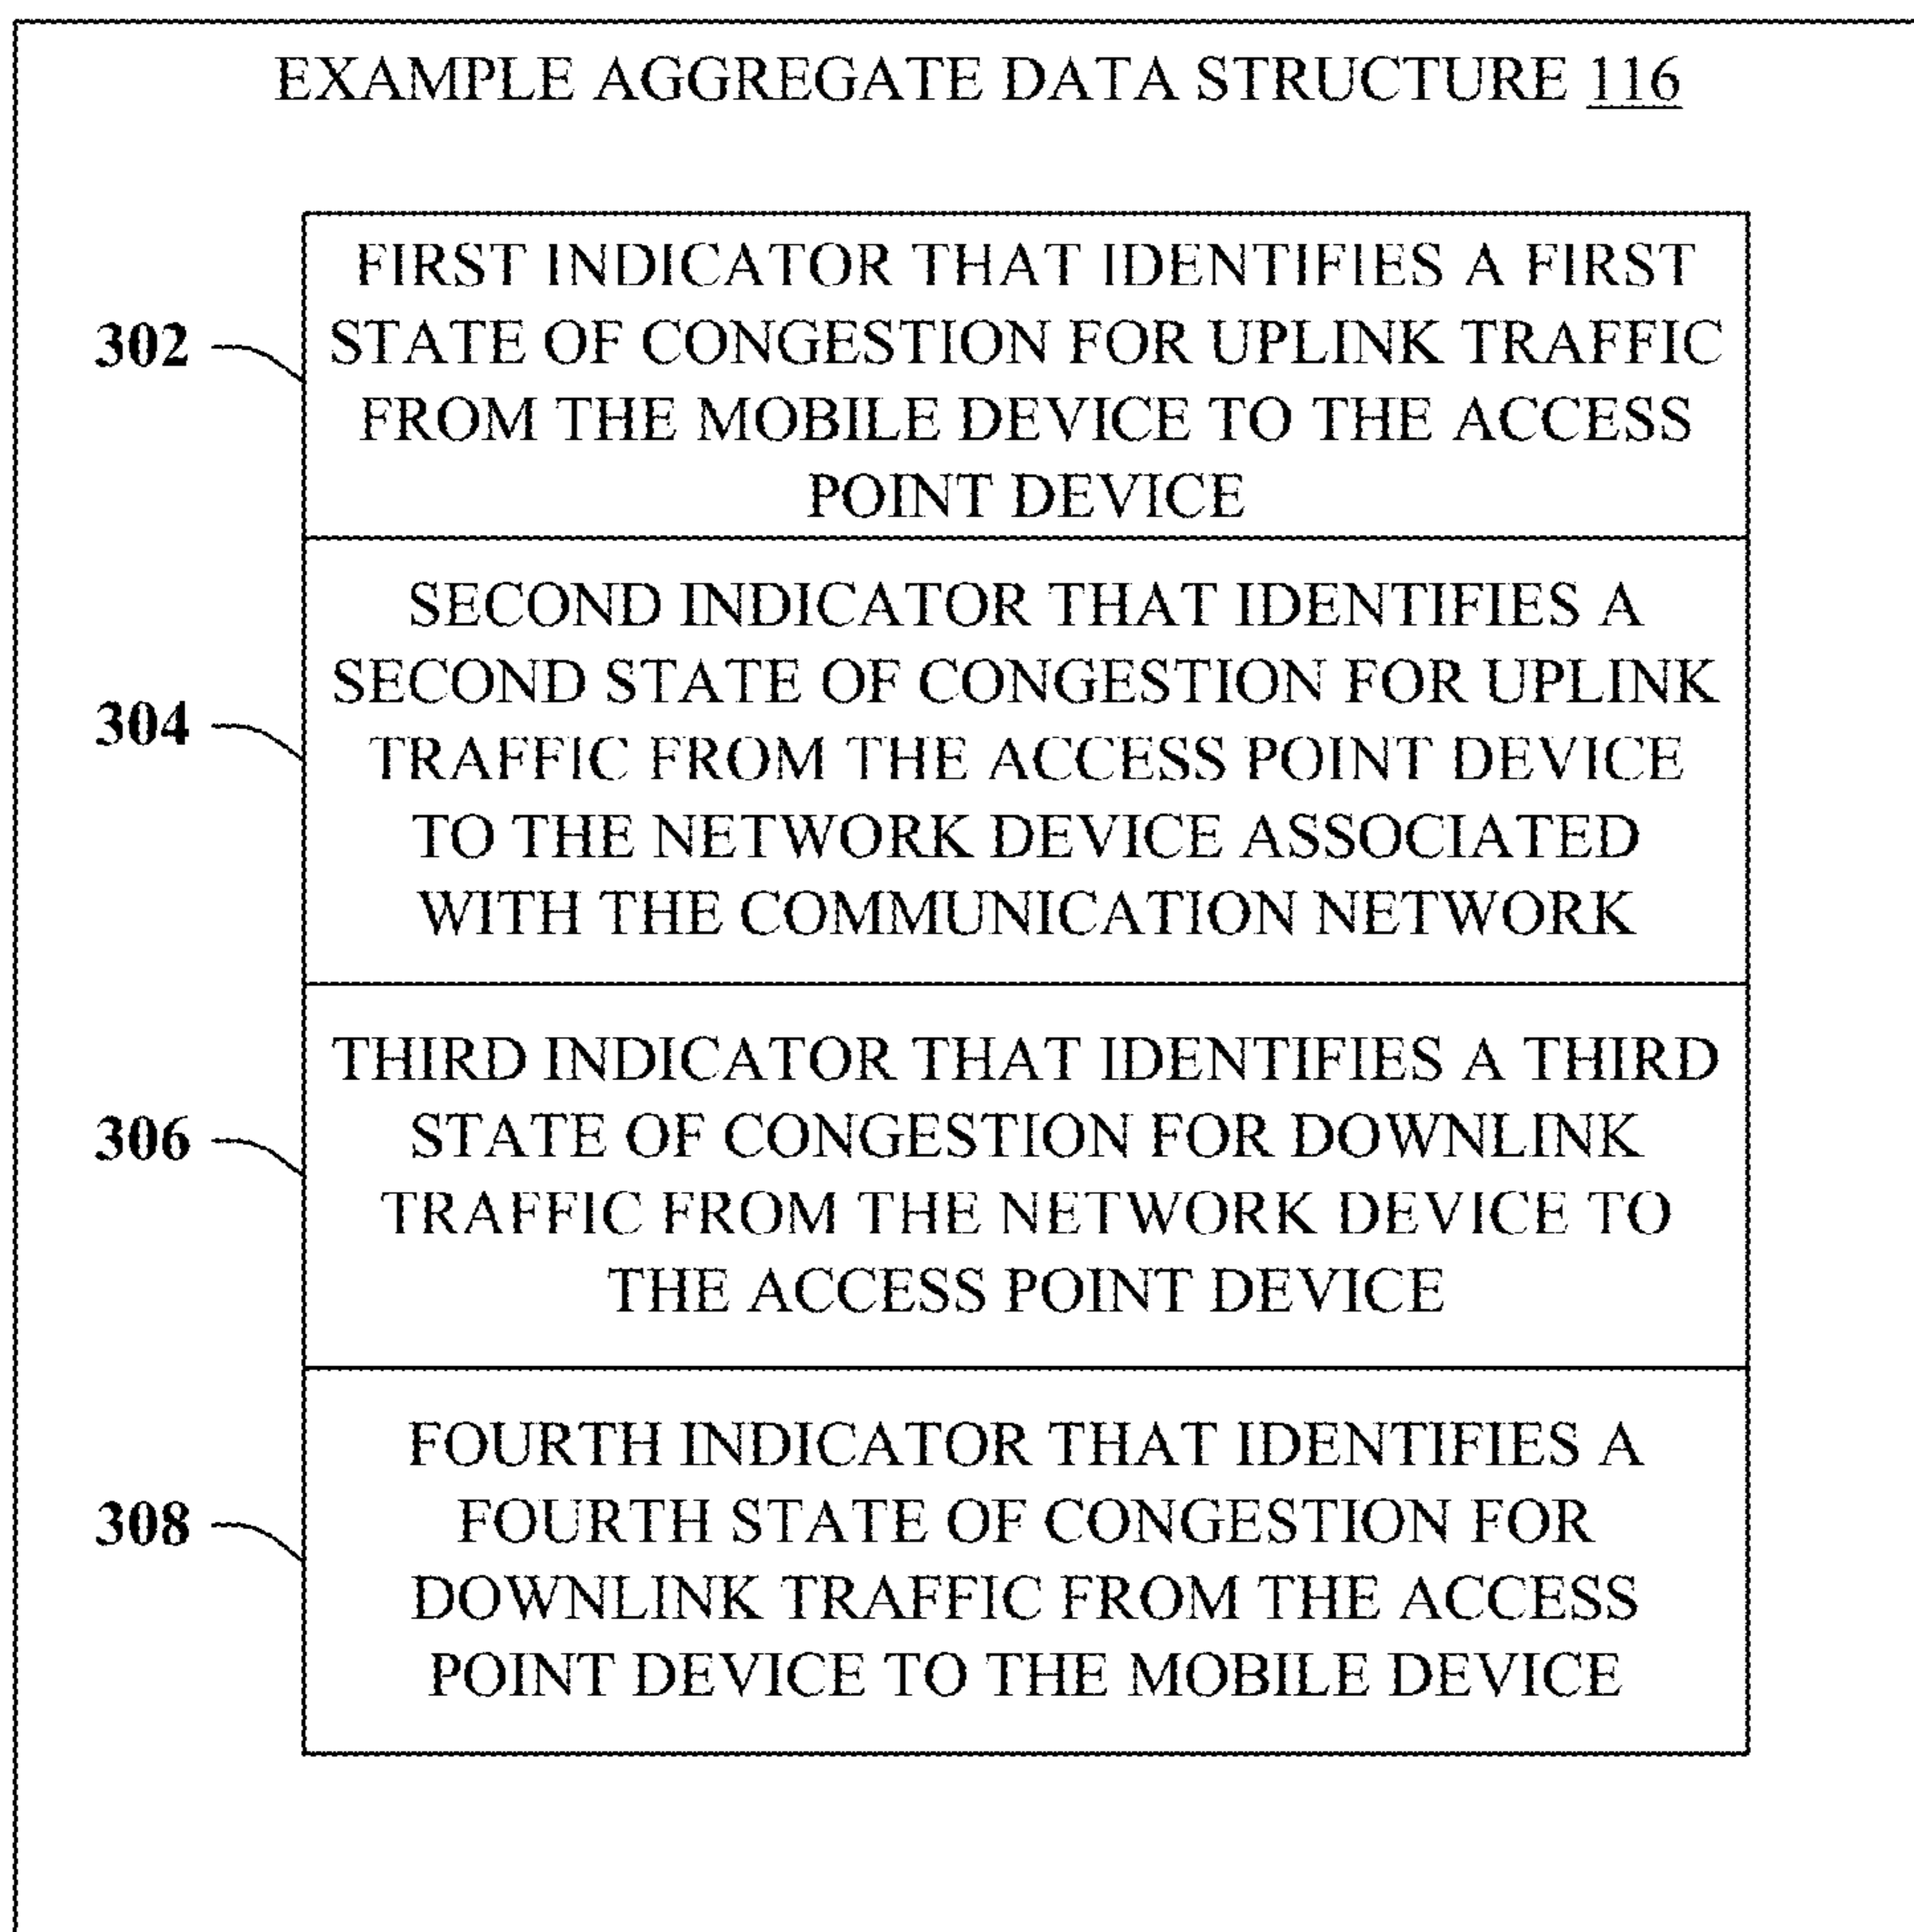 EXAMPLE AGGREGATE DATA STRUCTURE 116
302
FIRST INDICATOR THAT IDENTIFIES A FIRST
STATE OF CONGESTION FOR UPLINK TRAFFIC
FROM THE MOBILE DEVICE TO THE ACCESS
POINT DEVICE
304
SECOND INDICATOR THAT IDENTIFIES A
SECOND STATE OF CONGESTION FOR UPLINK
TRAFFIC FROM THE ACCESS POINT DEVICE
TO THE NETWORK DEVICE ASSOCIATED
WITH THE COMMUNICATION NETWORK
306
THIRD INDICATOR THAT IDENTIFIES A THIRD
STATE OF CONGESTION FOR DOWNLINK
TRAFFIC FROM THE NETWORK DEVICE TO
THE ACCESS POINT DEVICE
308
FOURTH INDICATOR THAT IDENTIFIES A
FOURTH STATE OF CONGESTION FOR
DOWNLINK TRAFFIC FROM THE ACCESS
POINT DEVICE TO THE MOBILE DEVICE